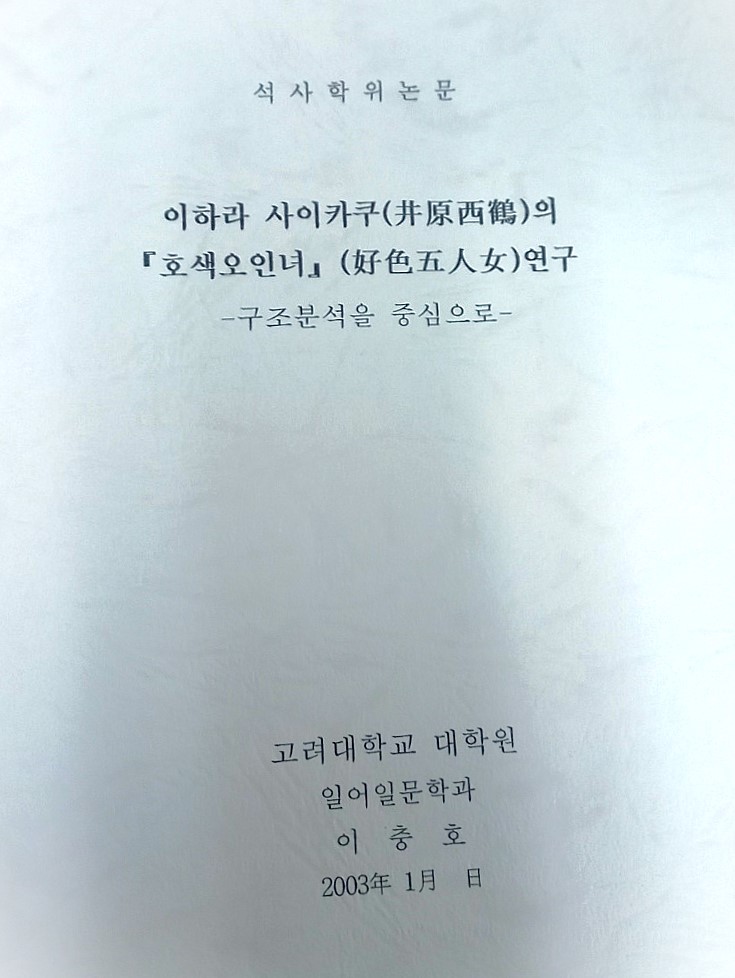 석 사 학 위 논 문
이하라 사이카쿠(井原西鶴)의
『호색오인녀』 (好色五人女)연구
-구조분석을 중심으로-
고려대학교 대학원
일어일문학과
이 충 호
2003年 1月 日